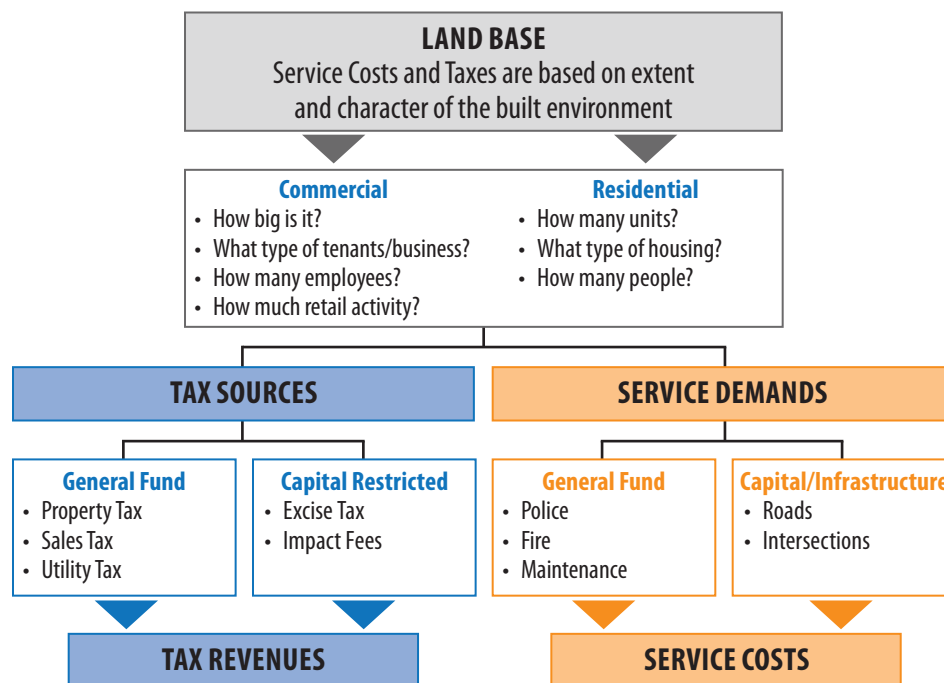 LAND BASE
Service Costs and Taxes are based on extent
and character of the built environment
Commercial
• How big is it?
• What type of tenants/business?
• How many employees?
• How much retail activity?
Residential
• How many units?
• What type of housing?
• How many people?
TAX SOURCES
SERVICE DEMANDS
General Fund
• Property Tax
• Sales Tax
• Utility Tax
Capital Restricted
• Excise Tax
• Impact Fees
General Fund
• Police
• Fire
• Maintenance
Capital/Infrastructure
• Roads
• Intersections
TAX REVENUES
SERVICE COSTS